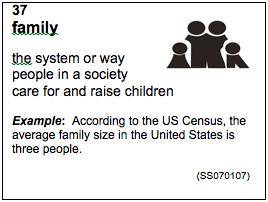 37
family
the system or way
people in a society
care for and raise children
Example:  According to the US Census, the
average family size in the United States is
three people.
(SS070107)